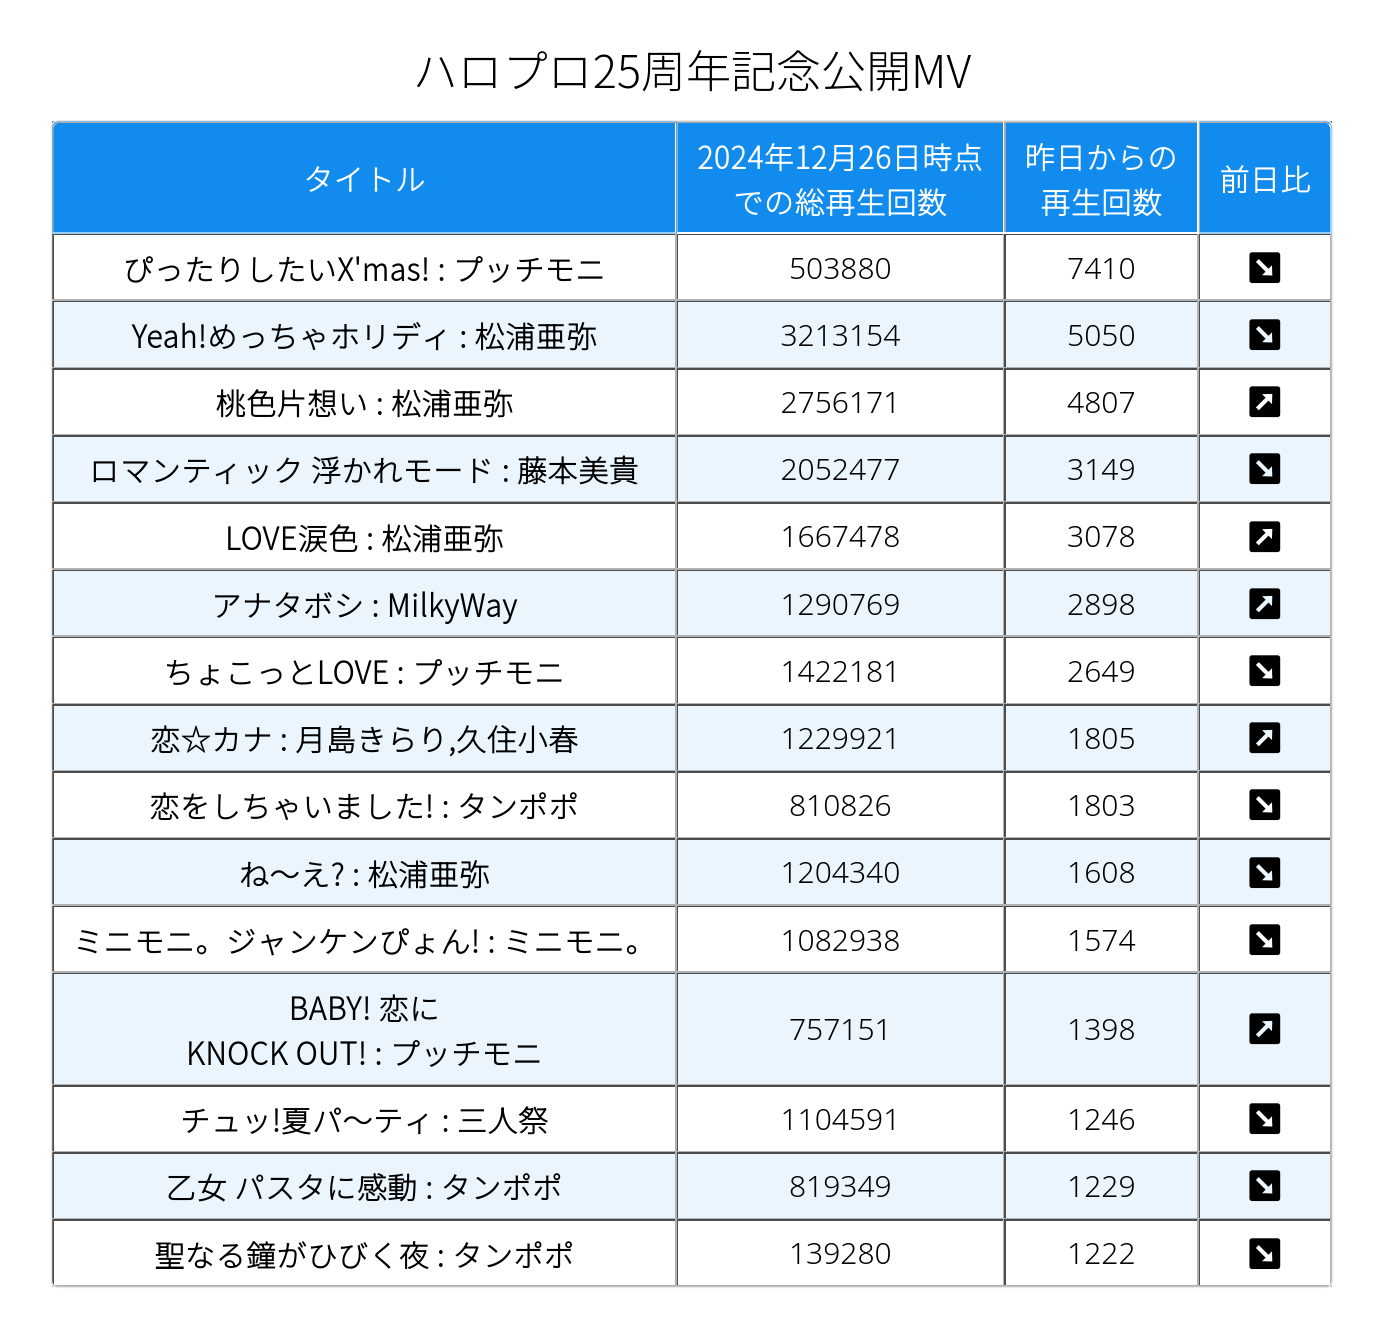 ハロプロ25周年記念公開MV
タイトル
2024年12月26日時点
での総再生回数
昨日からの
再生回数
前日比
ぴったりしたいX'mas! : プッチモニ 503880 7410 ↘
Yeah!めっちゃホリディ : 松浦亜弥 3213154 5050 ↘
桃色片想い : 松浦亜弥 2756171 4807 ↗
ロマンティック 浮かれモード : 藤本美貴 2052477 3149 ↘
LOVE涙色 : 松浦亜弥 1667478 3078 ↗
アナタボシ : MilkyWay 1290769 2898 ↗
ちょこっとLOVE : プッチモニ 1422181 2649 ↘
恋☆カナ : 月島きらり,久住小春 1229921 1805 ↗
恋をしちゃいました! : タンポポ 810826 1803 ↘
ね〜え? : 松浦亜弥 1204340 1608 ↘
ミニモニ。ジャンケンぴょん! : ミニモニ。 1082938 1574 ↘
BABY! 恋に
KNOCK OUT! : プッチモニ 757151 1398 ↗
チュッ!夏パ〜ティ : 三人祭 1104591 1246 ↘
乙女 パスタに感動 : タンポポ 819349 1229 ↘
聖なる鐘がひびく夜 : タンポポ 139280 1222 ↘